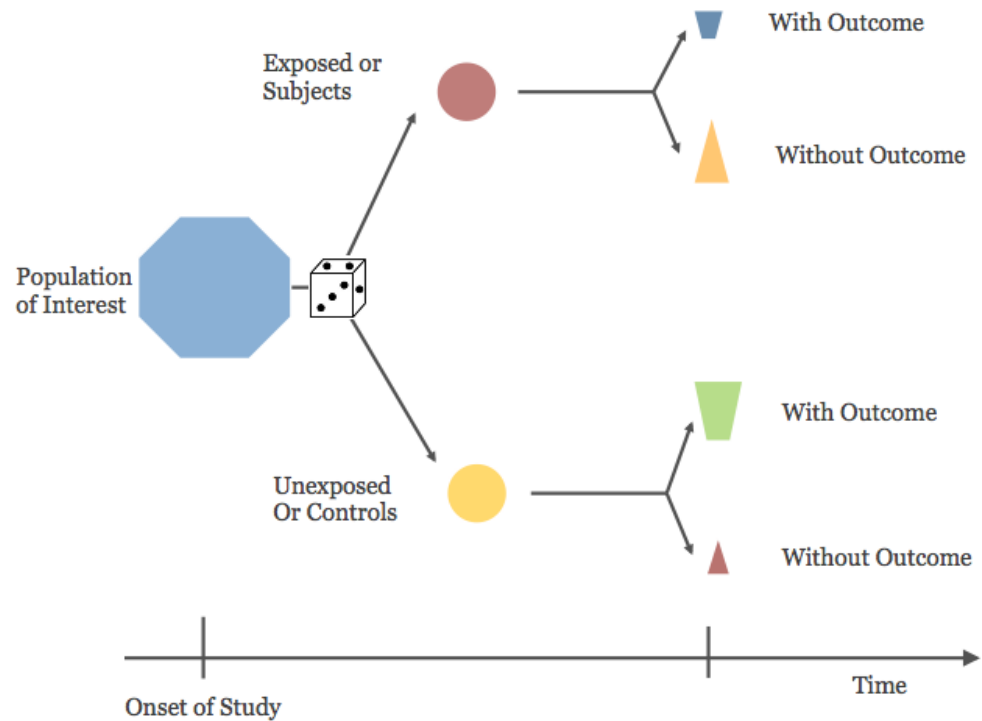 With Outcome
Exposed or
Subjects
Without Outcome
Population
of Interest
With Outcome
Unexposed
Or Controls
Without Outcome
Time
Onset of Study